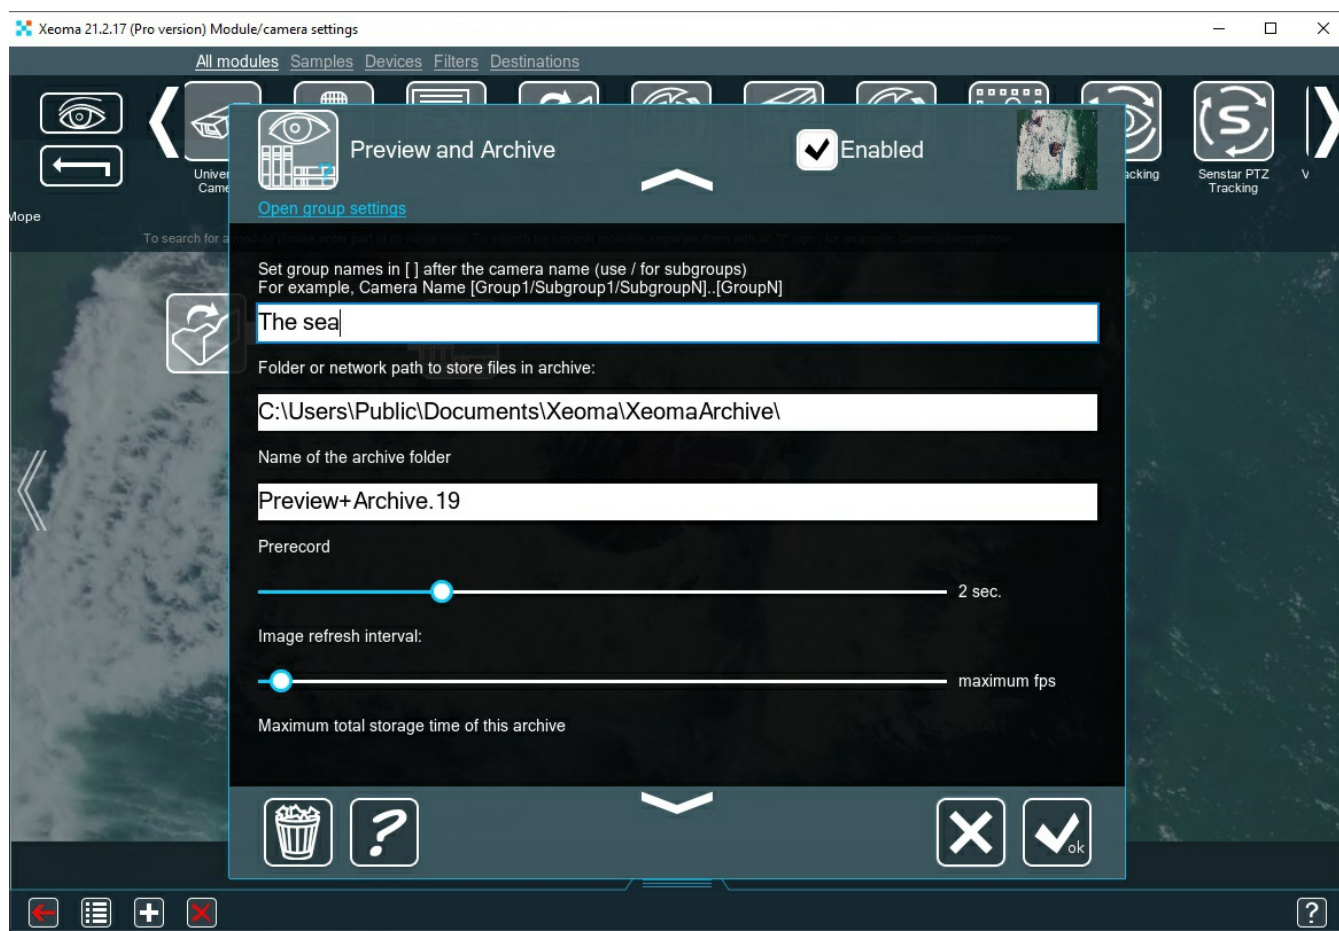 Xeoma 21.2.17 (Pro version) Module/camera settings
All modules Samples Devices Filters Destinations
Preview and Archive
Enabled
Senstar PTZ
Tracking
Open group settings
Mope
To search for a
Set group names in [ ] after the camera name (use / for subgroups)
For example, Camera Name [Group1/Subgroup1/SubgroupN]..[GroupN]
The sea
Folder or network path to store files in archive:
C:\Users\Public\Documents\Xeoma\XeomaArchive\
Name of the archive folder
Preview+Archive.19
Prerecord
2 sec.
Image refresh interval:
maximum fps
Maximum total storage time of this archive
ok